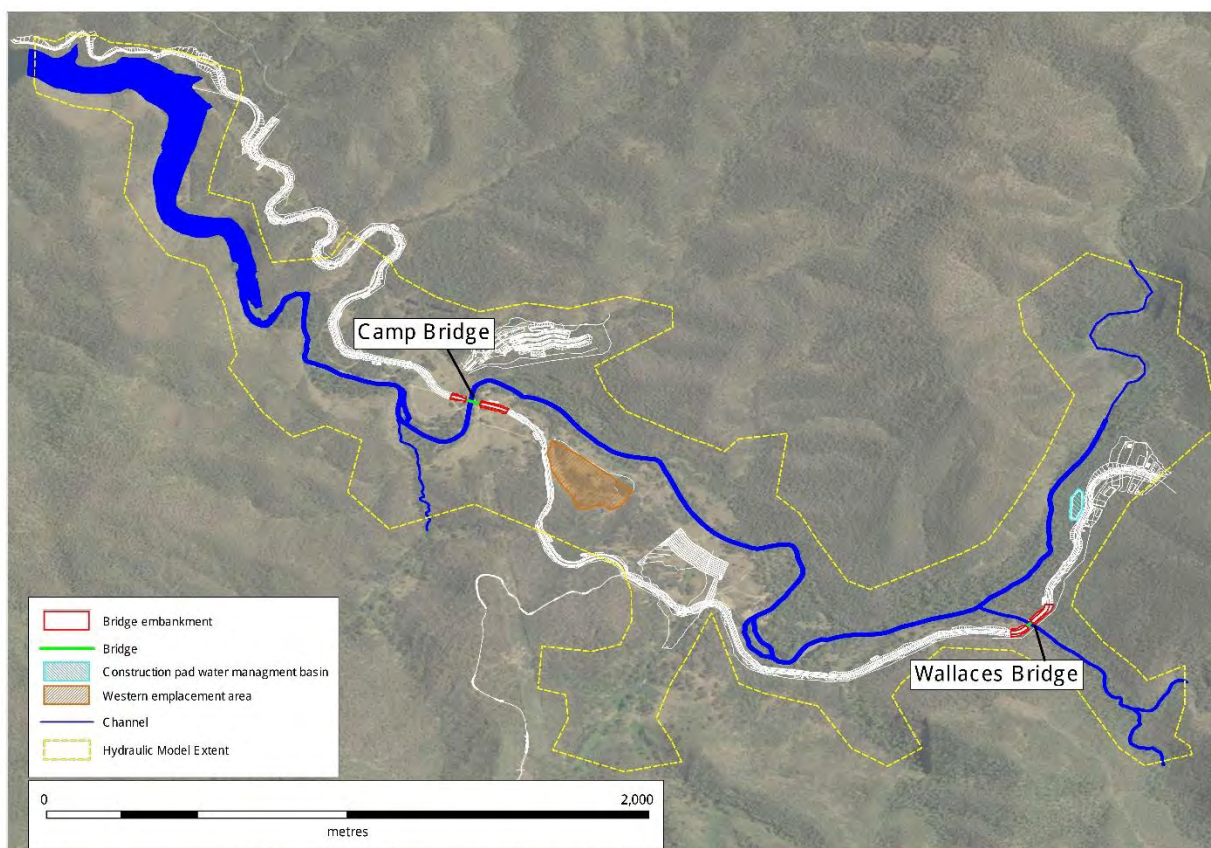 Camp Bridge
Wallaces Bridge
Bridge embankment
Bridge
Construction pad water managment basin
Western emplacement area
Channel
Hydraulic Model Extent
0
2,000
metres